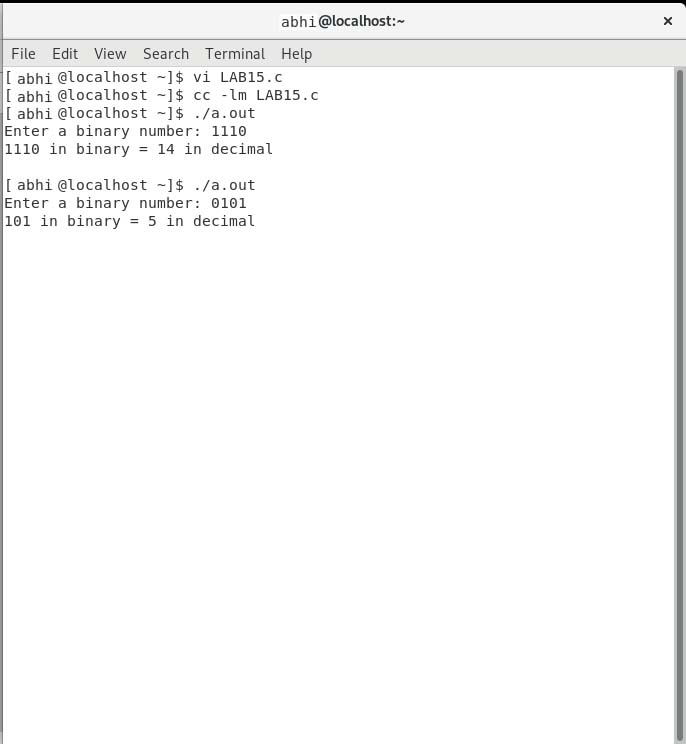 abhi@localhost:~ ×
File Edit View Search Terminal Help
[ abhi @localhost ~]$ vi LAB15.c
[ abhi @localhost ~]$ cc -lm LAB15.c
[ abhi @localhost ~]$ ./a.out
Enter a binary number: 1110
1110 in binary = 14 in decimal
[ abhi @localhost ~]$ ./a.out
Enter a binary number: 0101
101 in binary = 5 in decimal